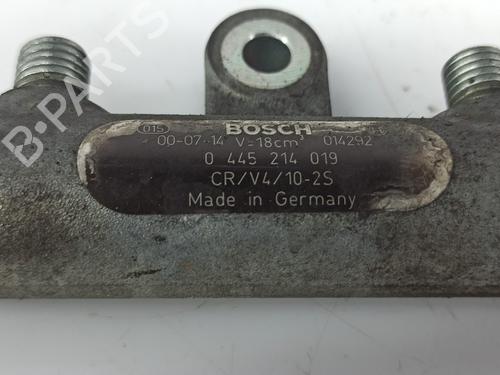 015 BOSCH
00-07-14 V=18cm³ 014292
0 445 214 019
CR/V4/10-2S
Made in Germany
B-PARTS